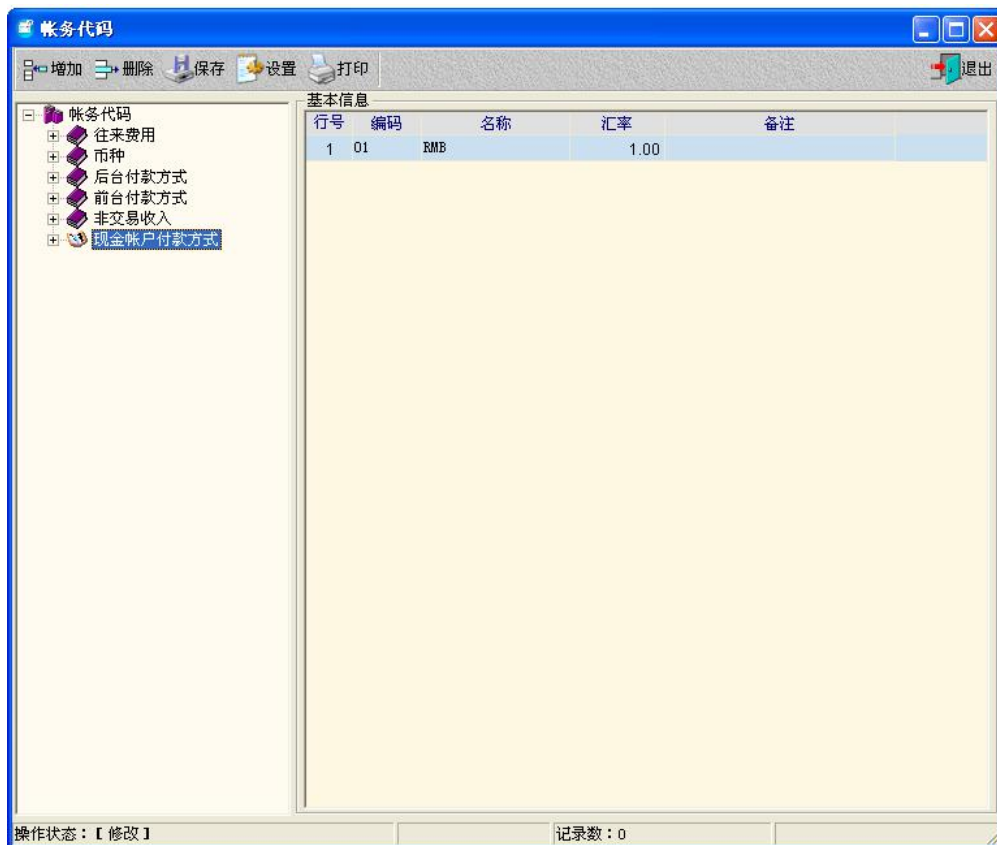 帐务代码
增加 删除 保存 设置 打印 退出
帐务代码
往来费用
币种
后台付款方式
前台付款方式
非交易收入
现金帐户付款方式
基本信息
行号 编码 名称 汇率 备注
1 01 RMB 1.00
操作状态：【修改】 记录数：0